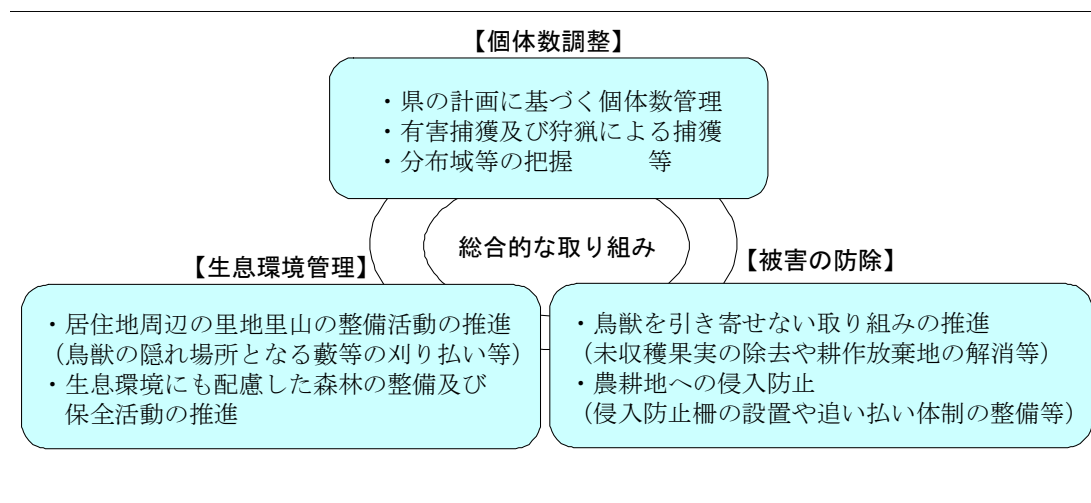 【個体数調整】
・県の計画に基づく個体数管理
・有害捕獲及び狩猟による捕獲
・分布域等の把握　　　等
総合的な取り組み
【生息環境管理】
・居住地周辺の里地里山の整備活動の推進
（鳥獣の隠れ場所となる藪等の刈り払い等）
・生息環境にも配慮した森林の整備及び
保全活動の推進
【被害の防除】
・鳥獣を引き寄せない取り組みの推進
（未収穫果実の除去や耕作放棄地の解消等）
・農耕地への侵入防止
（侵入防止柵の設置や追い払い体制の整備等）